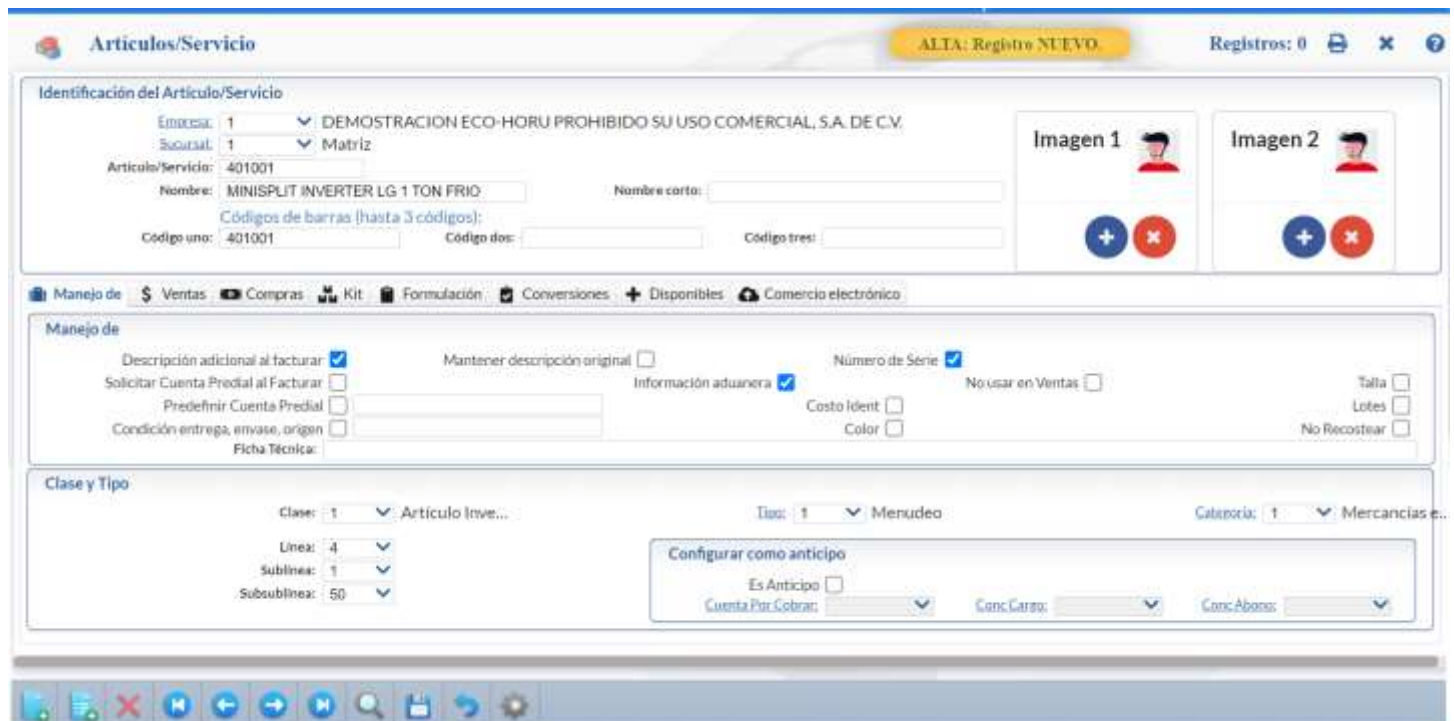 Artículos/Servicio ALTA: Registro NUEVO. Registros: 0
Identificación del Artículo/Servicio
Empresa: 1 DEMOSTRACION ECO-HORU PROHIBIDO SU USO COMERCIAL, S.A. DE C.V.
Sucursal: 1 Matriz
Artículo/Servicio: 401001
Nombre: MINISPLIT INVERTER LG 1 TON FRIO Nombre corto:
Códigos de barras (hasta 3 códigos):
Código uno: 401001 Código dos: Código tres:
Imagen 1 Imagen 2
Manejo de Ventas Compras Kit Formulación Conversiones Disponibles Comercio electrónico
Manejo de
Descripción adicional al facturar Mantener descripción original Número de Serie
Solicitar Cuenta Predial al Facturar Información aduanera No usar en Ventas Talla
Predefinir Cuenta Predial Costo Ident Lotes
Condición entrega, envase, origen Color No Recostear
Ficha Técnica:
Clase y Tipo
Clase: 1 Artículo Inve... Tipo: 1 Menudeo Categoría: 1 Mercancías e...
Línea: 4
Sublínea: 1
Subsublínea: 50
Configurar como anticipo
Es Anticipo
Cuenta Por Cobrar: Conc Cargo: Conc Abono: